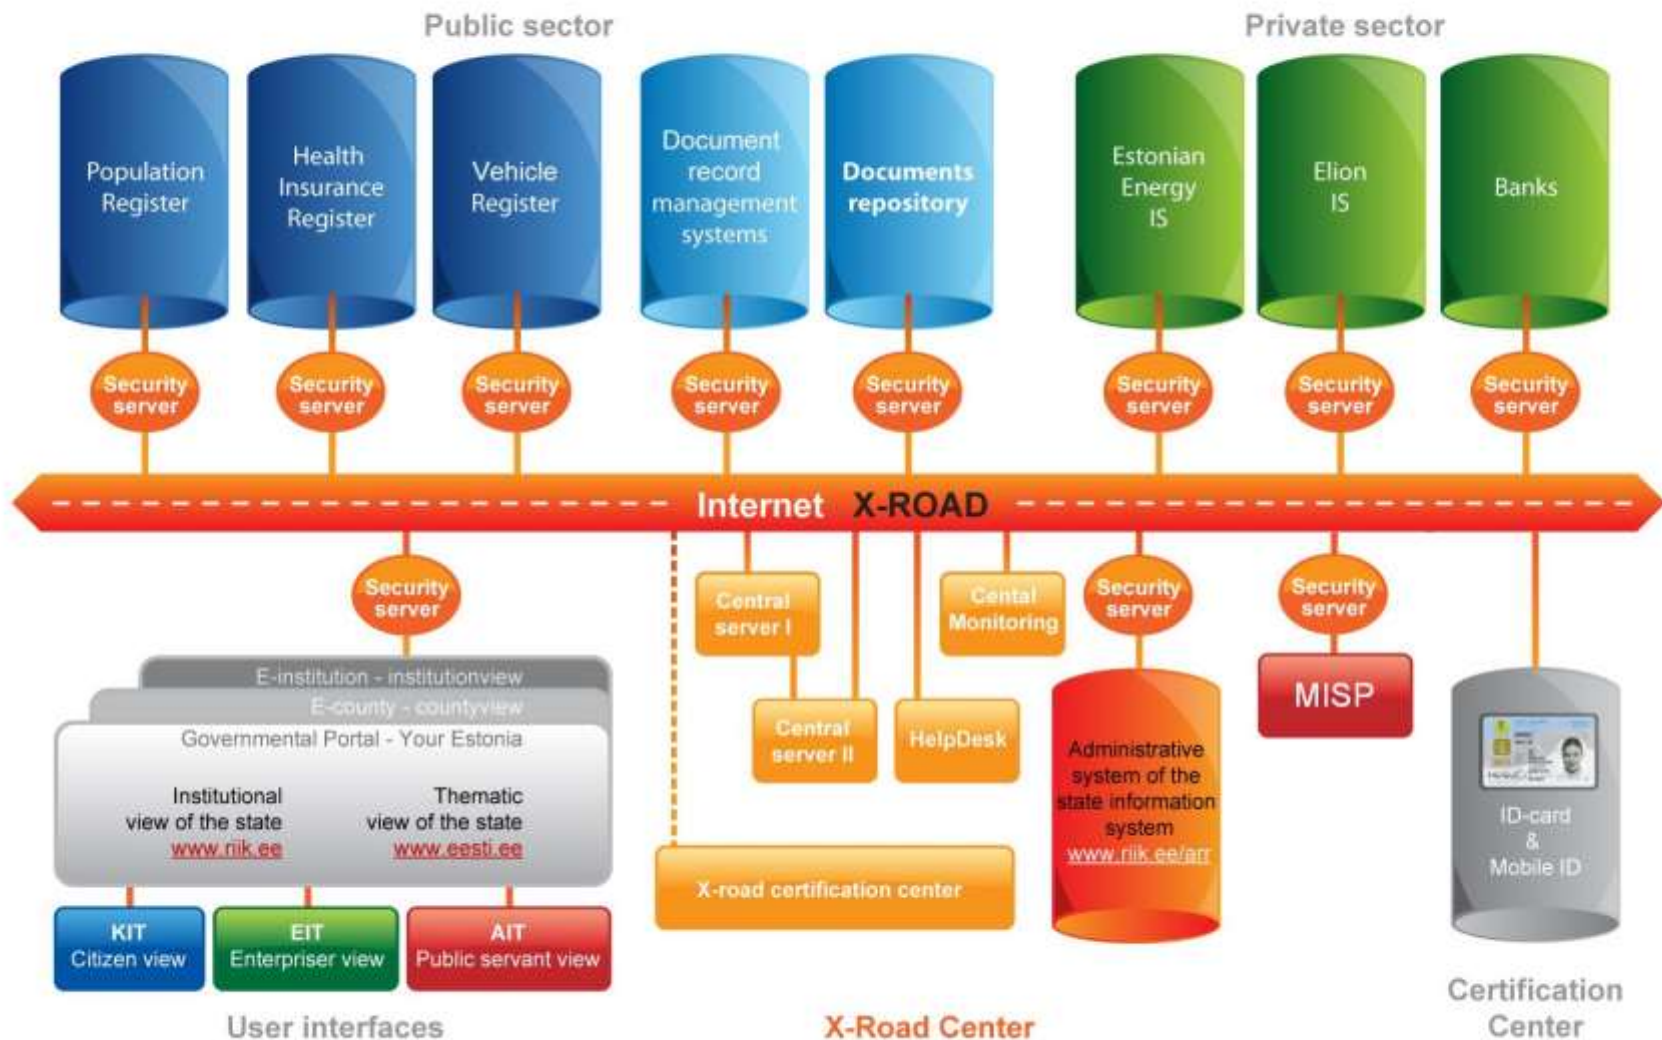 Public sector
Private sector
Population
Register
Health
Insurance
Register
Vehicle
Register
Document
record
management
systems
Documents
repository
Estonian
Energy
IS
Elion
IS
Banks
Security
server
Security
server
Security
server
Security
server
Security
server
Security
server
Security
server
Security
server
Internet X-ROAD
Security
server
Central
server I
Cental
Monitoring
Security
server
Security
server
E-institution - institutionview
E-county - countyview
Governmental Portal - Your Estonia
Institutional
view of the state
www.riik.ee
Thematic
view of the state
www.eesti.ee
Central
server II
HelpDesk
MISP
Administrative
system of the
state information
system
www.riik.ee/arr
ID-card
&
Mobile ID
X-road certification center
KIT
Citizen view
EIT
Enterpriser view
AIT
Public servant view
User interfaces
X-Road Center
Certification
Center